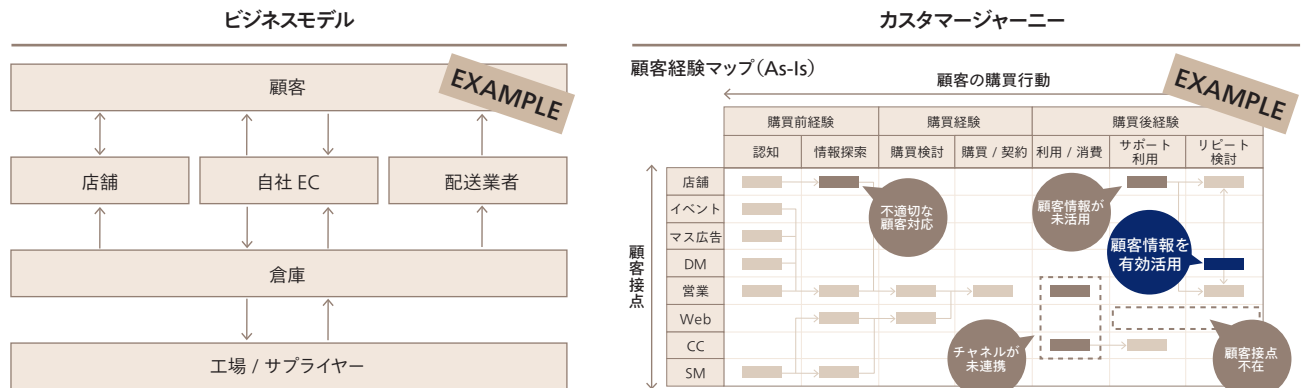 ビジネスモデル
顧客
EXAMPLE
店舗
自社 EC
配送業者
倉庫
工場 / サプライヤー
カスタマージャーニー
顧客経験マップ(As-Is)
顧客の購買行動
EXAMPLE
購買前経験
購買経験
購買後経験
認知
情報探索
購買検討
購買 / 契約
利用 / 消費
サポート
利用
リピート
検討
顧客接点
店舗
イベント
マス広告
DM
営業
Web
CC
SM
不適切な
顧客対応
顧客情報が
未活用
顧客情報を
有効活用
チャネルが
未連携
顧客接点
不在